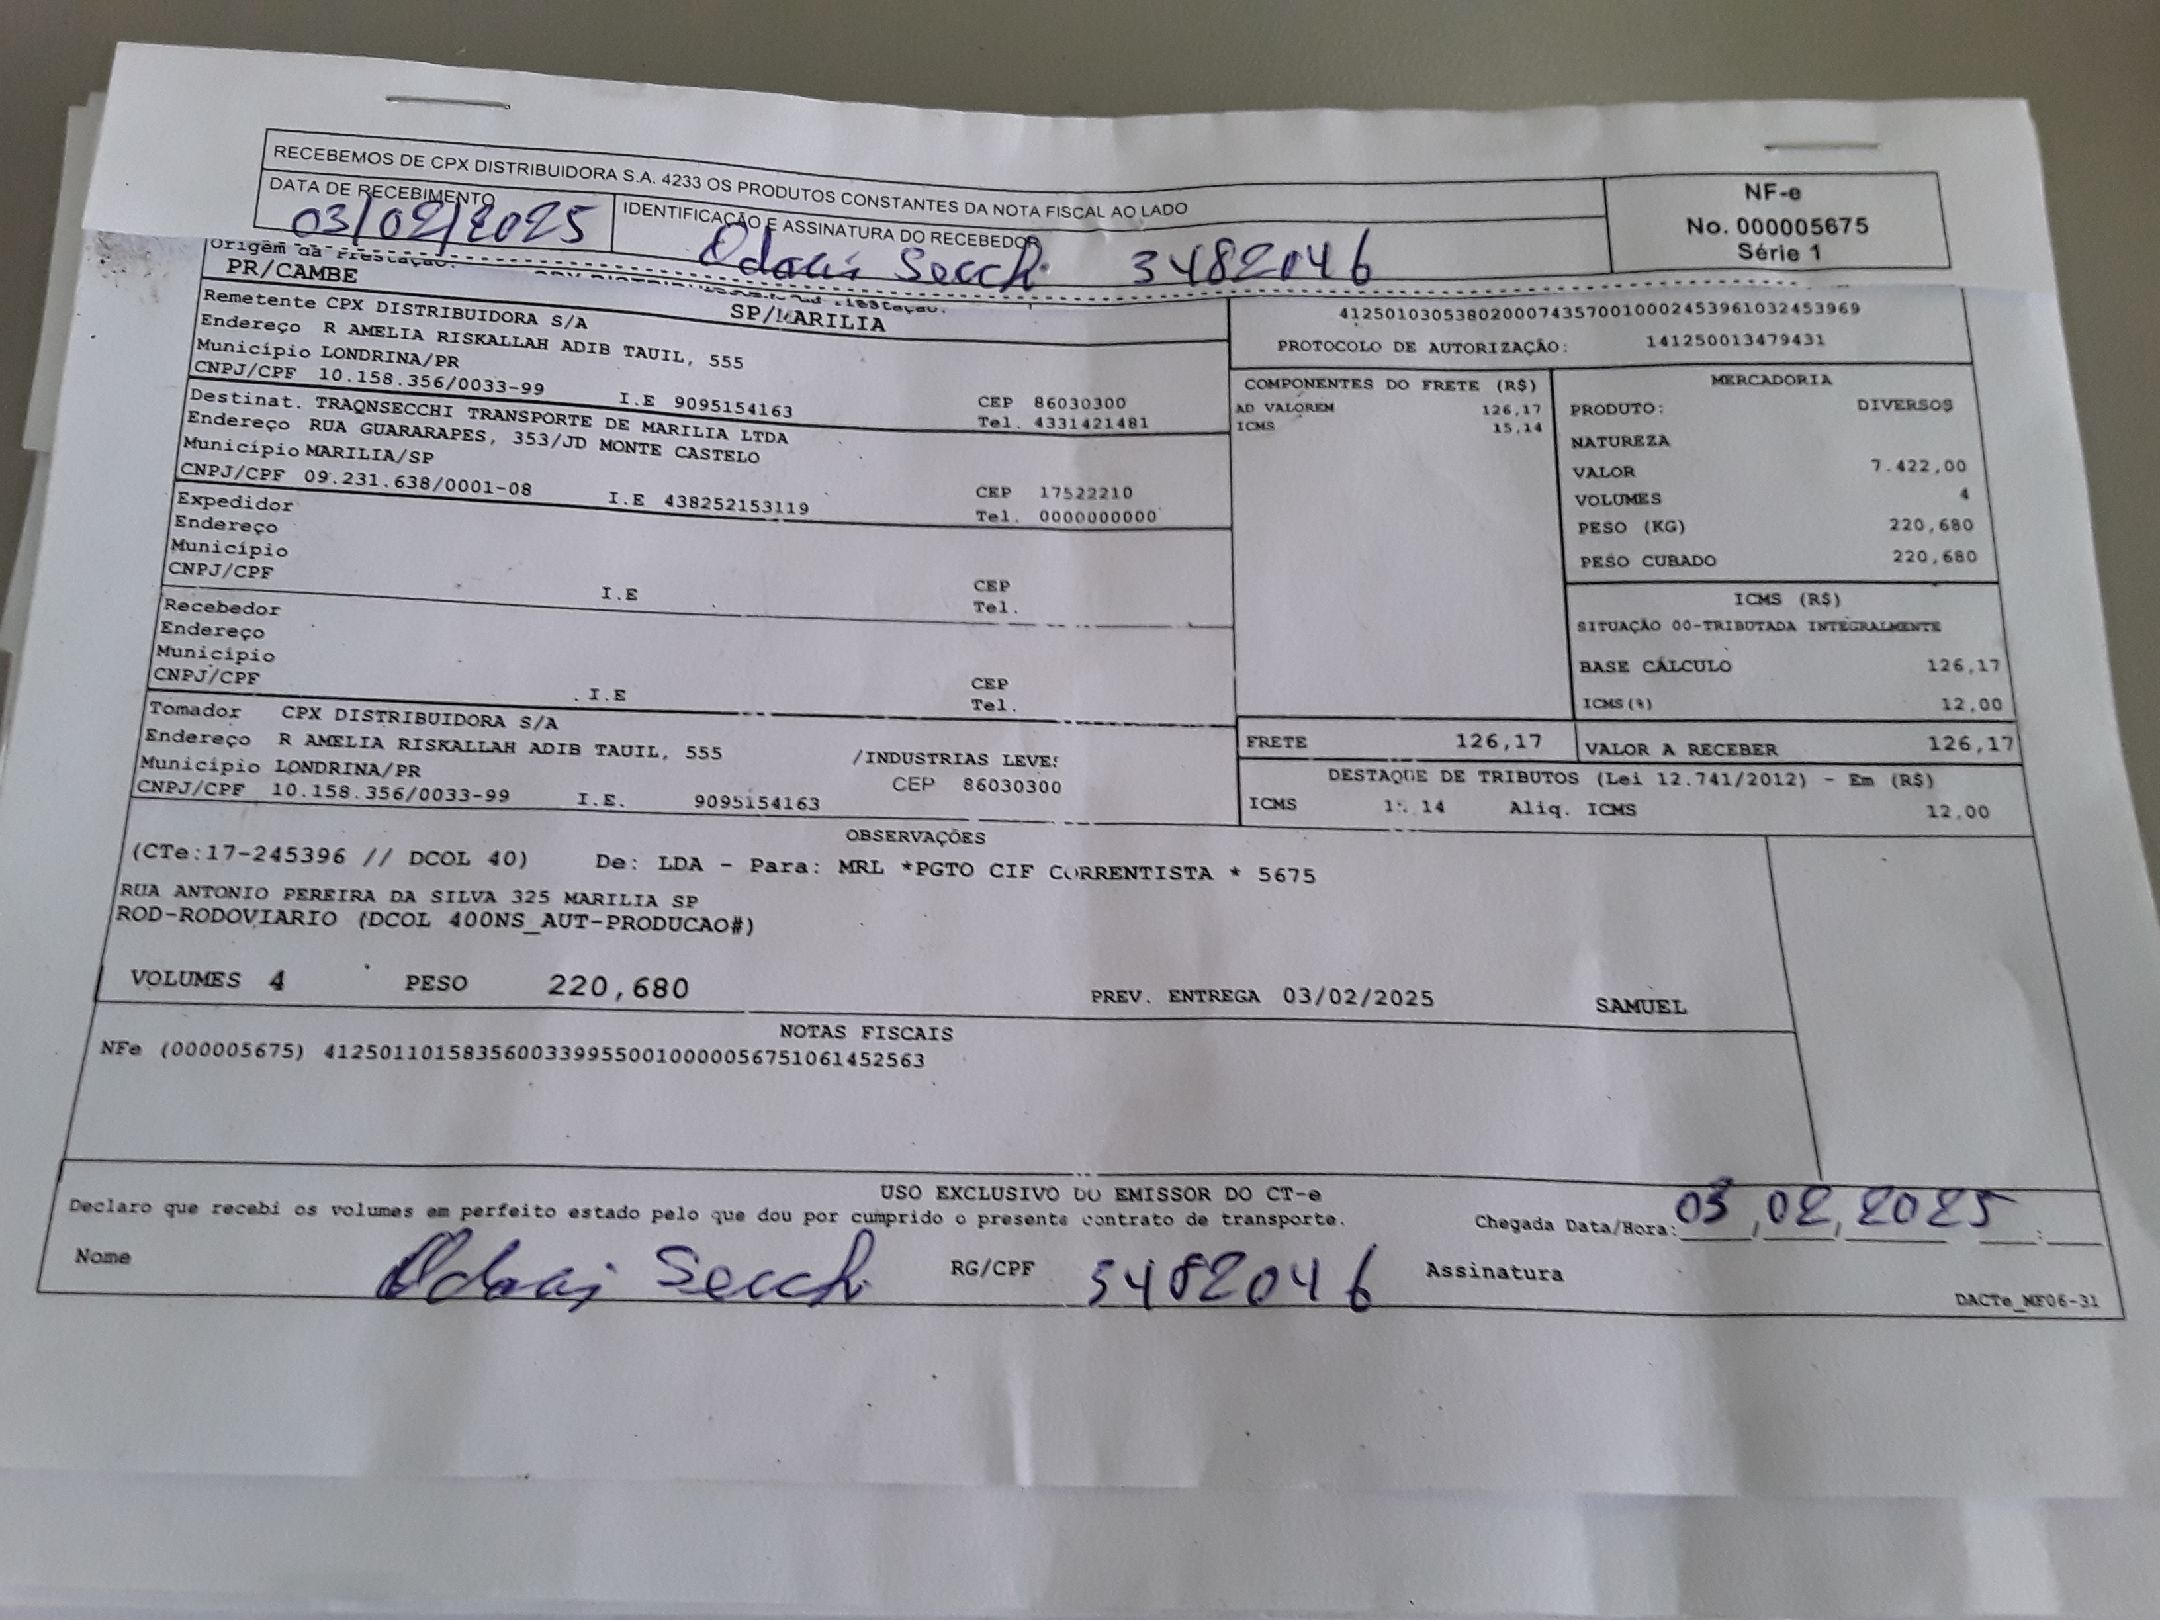 RECEBEMOS DE CPX DISTRIBUIDORA S.A. 4233 OS PRODUTOS CONSTANTES DA NOTA FISCAL AO LADO
DATA DE RECEBIMENTO
03/02/2025
IDENTIFICAÇÃO E ASSINATURA DO RECEBEDOR
Secchi 3482046
NF-e
No. 000005675
Série 1
Origem da Prestação:
PR/CAMBE
SP/MARILIA
Remetente CPX DISTRIBUIDORA S/A
Endereço R AMELIA RISKALLAH ADIB TAUIL, 555
Município LONDRINA/PR CEP 86030300
CNPJ/CPF 10.158.356/0033-99 I.E 9095154163 Tel. 4331421481
Destinat. TRAQNSECCHI TRANSPORTE DE MARILIA LTDA
Endereço RUA GUARARAPES, 353/JD MONTE CASTELO
Município MARILIA/SP CEP 17522210
CNPJ/CPF 09.231.638/0001-08 I.E 438252153119 Tel. 0000000000
Expedidor
Endereço
Município CEP
CNPJ/CPF I.E Tel.
Recebedor
Endereço
Município CEP
CNPJ/CPF I.E Tel.
Tomador CPX DISTRIBUIDORA S/A
Endereço R AMELIA RISKALLAH ADIB TAUIL, 555 /INDUSTRIAS LEVE
Município LONDRINA/PR CEP 86030300
CNPJ/CPF 10.158.356/0033-99 I.E. 9095154163
41250103053802000743570010002453961032453969
PROTOCOLO DE AUTORIZAÇÃO: 141250013479431
COMPONENTES DO FRETE (R$)
AD VALOREM 126,17
ICMS 15,14
MERCADORIA
PRODUTO: DIVERSOS
NATUREZA
VALOR 7.422,00
VOLUMES 4
PESO (KG) 220,680
PESO CUBADO 220,680
ICMS (R$)
SITUAÇÃO 00-TRIBUTADA INTEGRALMENTE
BASE CÁLCULO 126,17
ICMS(%) 12,00
FRETE 126,17 VALOR A RECEBER 126,17
DESTAQUE DE TRIBUTOS (Lei 12.741/2012) - Em (R$)
ICMS 15,14 Aliq. ICMS 12,00
OBSERVAÇÕES
(CTe:17-245396 // DCOL 40) De: LDA - Para: MRL *PGTO CIF CORRENTISTA * 5675
RUA ANTONIO PEREIRA DA SILVA 325 MARILIA SP
ROD-RODOVIARIO (DCOL 400NS_AUT-PRODUCAO#)
VOLUMES 4 PESO 220,680 PREV. ENTREGA 03/02/2025 SAMUEL
NOTAS FISCAIS
NFe (000005675) 41250110158356003399550010000056751061452563
USO EXCLUSIVO DO EMISSOR DO CT-e
Declaro que recebi os volumes em perfeito estado pelo que dou por cumprido o presente contrato de transporte.
Chegada Data/Hora: 03,02,2025
Nome Secchi RG/CPF 3482046 Assinatura
DACTe_MF06-31